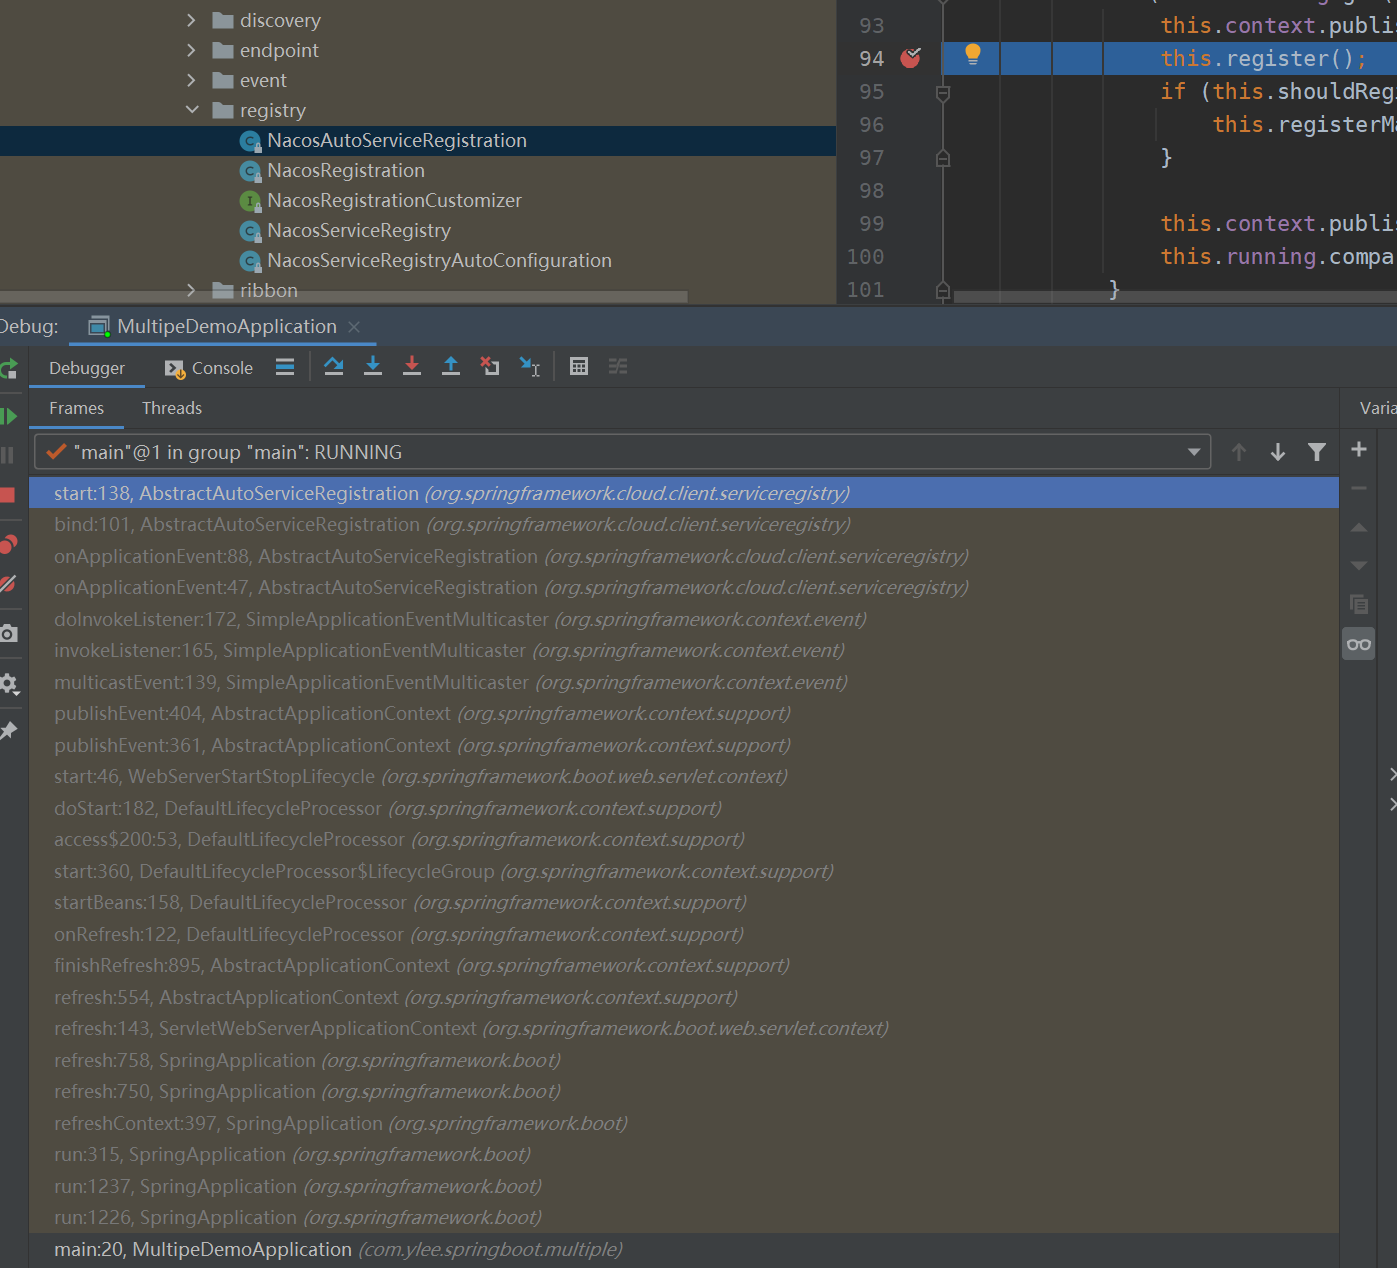 discovery
endpoint
event
registry
NacosAutoServiceRegistration
NacosRegistration
NacosRegistrationCustomizer
NacosServiceRegistry
NacosServiceRegistryAutoConfiguration
ribbon
93 this.context.publis
94 this.register();
95 if (this.shouldReg
96 this.registerMa
97 }
98
99 this.context.publis
100 this.running.compa
101 }
Debug: MultipeDemoApplication
Debugger Console
Frames Threads Varia
"main"@1 in group "main": RUNNING
start:138, AbstractAutoServiceRegistration (org.springframework.cloud.client.serviceregistry)
bind:101, AbstractAutoServiceRegistration (org.springframework.cloud.client.serviceregistry)
onApplicationEvent:88, AbstractAutoServiceRegistration (org.springframework.cloud.client.serviceregistry)
onApplicationEvent:47, AbstractAutoServiceRegistration (org.springframework.cloud.client.serviceregistry)
doInvokeListener:172, SimpleApplicationEventMulticaster (org.springframework.context.event)
invokeListener:165, SimpleApplicationEventMulticaster (org.springframework.context.event)
multicastEvent:139, SimpleApplicationEventMulticaster (org.springframework.context.event)
publishEvent:404, AbstractApplicationContext (org.springframework.context.support)
publishEvent:361, AbstractApplicationContext (org.springframework.context.support)
start:46, WebServerStartStopLifecycle (org.springframework.boot.web.servlet.context)
doStart:182, DefaultLifecycleProcessor (org.springframework.context.support)
access$200:53, DefaultLifecycleProcessor (org.springframework.context.support)
start:360, DefaultLifecycleProcessor$LifecycleGroup (org.springframework.context.support)
startBeans:158, DefaultLifecycleProcessor (org.springframework.context.support)
onRefresh:122, DefaultLifecycleProcessor (org.springframework.context.support)
finishRefresh:895, AbstractApplicationContext (org.springframework.context.support)
refresh:554, AbstractApplicationContext (org.springframework.context.support)
refresh:143, ServletWebServerApplicationContext (org.springframework.boot.web.servlet.context)
refresh:758, SpringApplication (org.springframework.boot)
refresh:750, SpringApplication (org.springframework.boot)
refreshContext:397, SpringApplication (org.springframework.boot)
run:315, SpringApplication (org.springframework.boot)
run:1237, SpringApplication (org.springframework.boot)
run:1226, SpringApplication (org.springframework.boot)
main:20, MultipeDemoApplication (com.ylee.springboot.multiple)